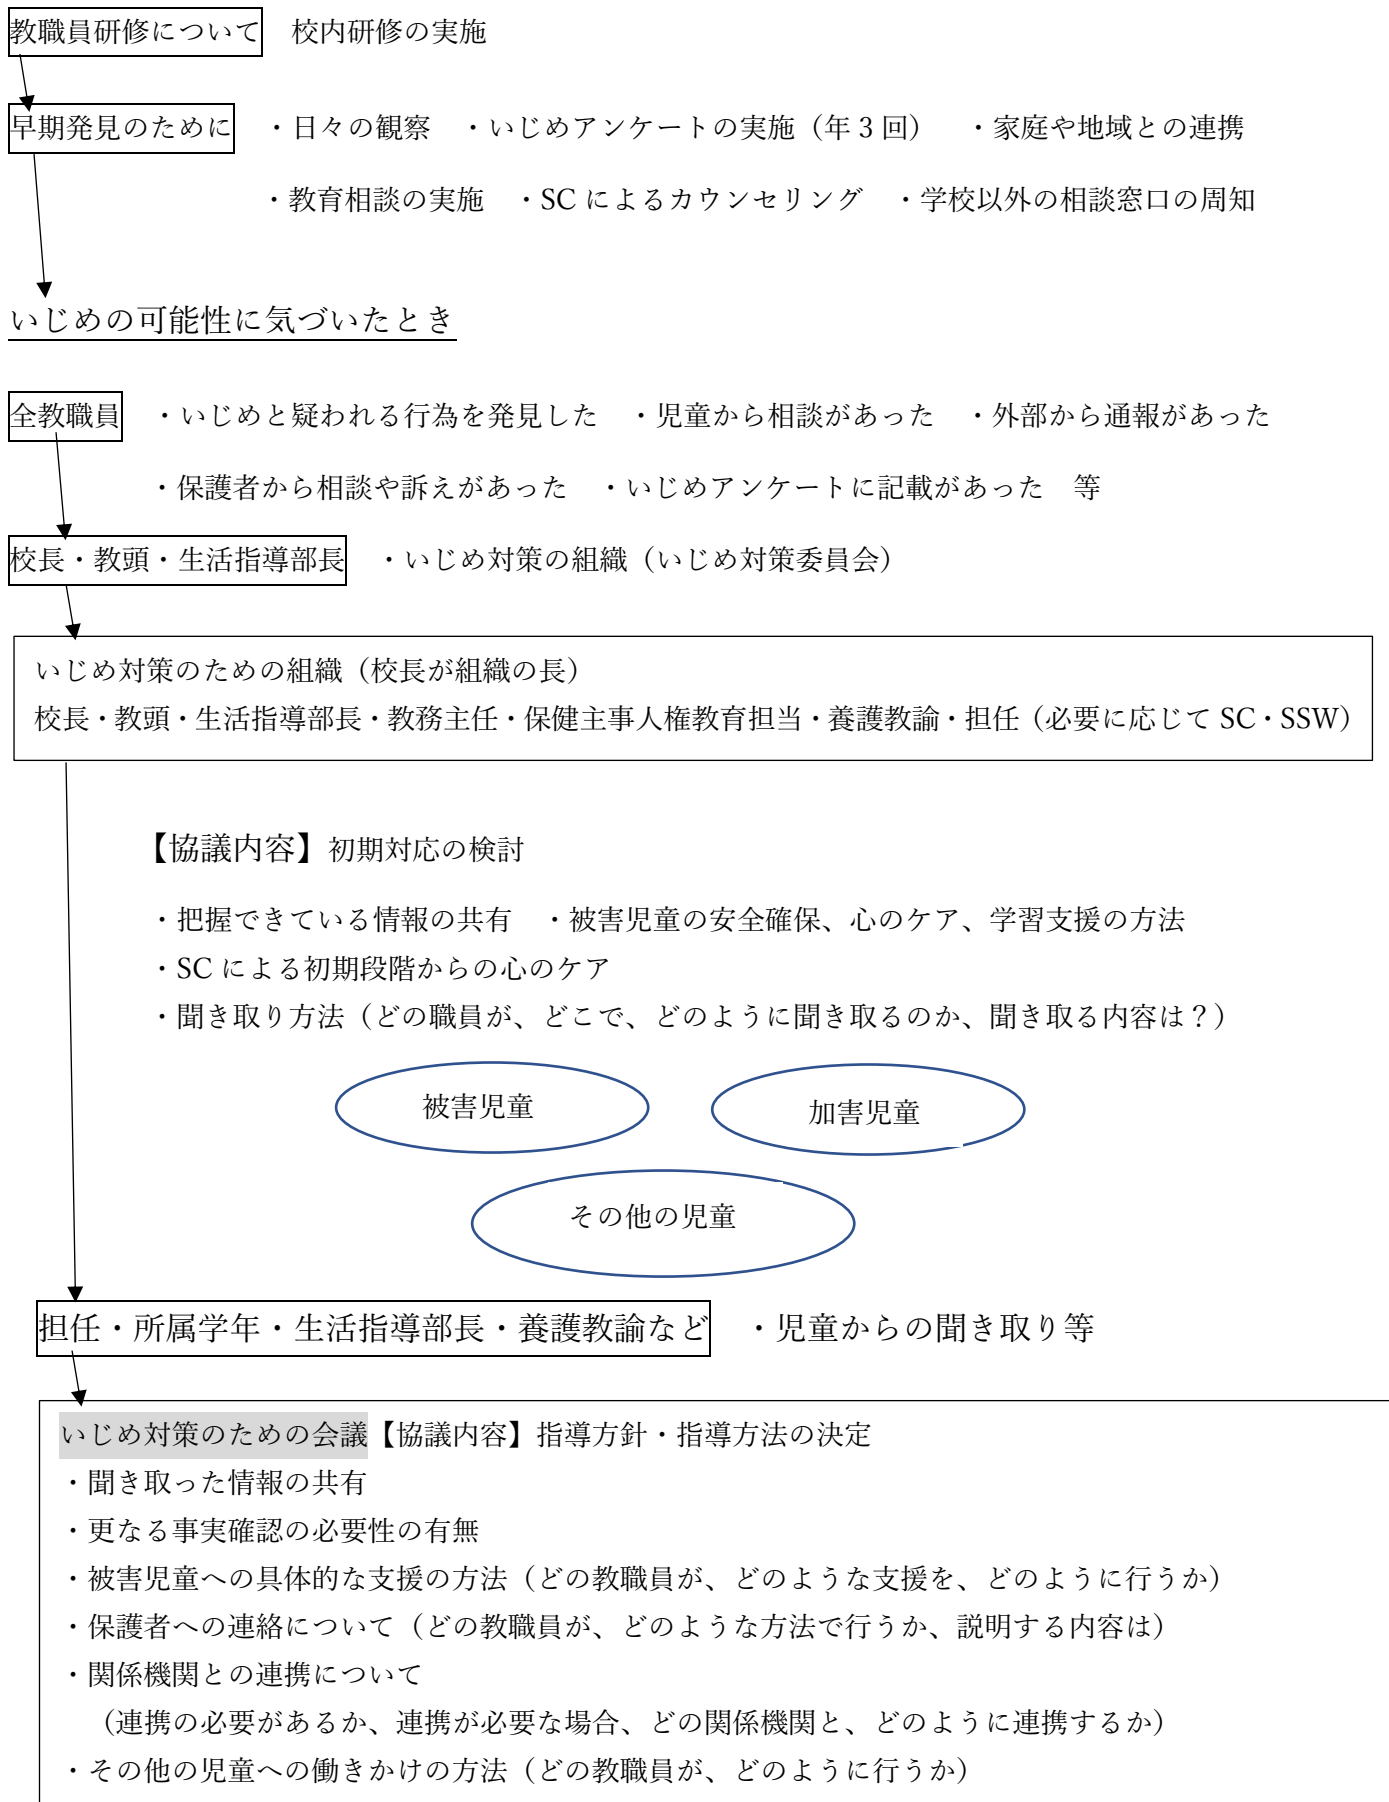 教職員研修について　校内研修の実施
早期発見のために　・日々の観察　・いじめアンケートの実施（年３回）　・家庭や地域との連携
・教育相談の実施　・SC によるカウンセリング　・学校以外の相談窓口の周知
いじめの可能性に気づいたとき
全教職員　・いじめと疑われる行為を発見した　・児童から相談があった　・外部から通報があった
・保護者から相談や訴えがあった　・いじめアンケートに記載があった　等
校長・教頭・生活指導部長　・いじめ対策の組織（いじめ対策委員会）
いじめ対策のための組織（校長が組織の長）
校長・教頭・生活指導部長・教務主任・保健主事人権教育担当・養護教諭・担任（必要に応じて SC・SSW）
【協議内容】初期対応の検討
・把握できている情報の共有　・被害児童の安全確保、心のケア、学習支援の方法
・SC による初期段階からの心のケア
・聞き取り方法（どの職員が、どこで、どのように聞き取るのか、聞き取る内容は？）
被害児童
加害児童
その他の児童
担任・所属学年・生活指導部長・養護教諭など　・児童からの聞き取り等
いじめ対策のための会議【協議内容】指導方針・指導方法の決定
・聞き取った情報の共有
・更なる事実確認の必要性の有無
・被害児童への具体的な支援の方法（どの教職員が、どのような支援を、どのように行うか）
・保護者への連絡について（どの教職員が、どのような方法で行うか、説明する内容は）
・関係機関との連携について
（連携の必要があるか、連携が必要な場合、どの関係機関と、どのように連携するか）
・その他の児童への働きかけの方法（どの教職員が、どのように行うか）